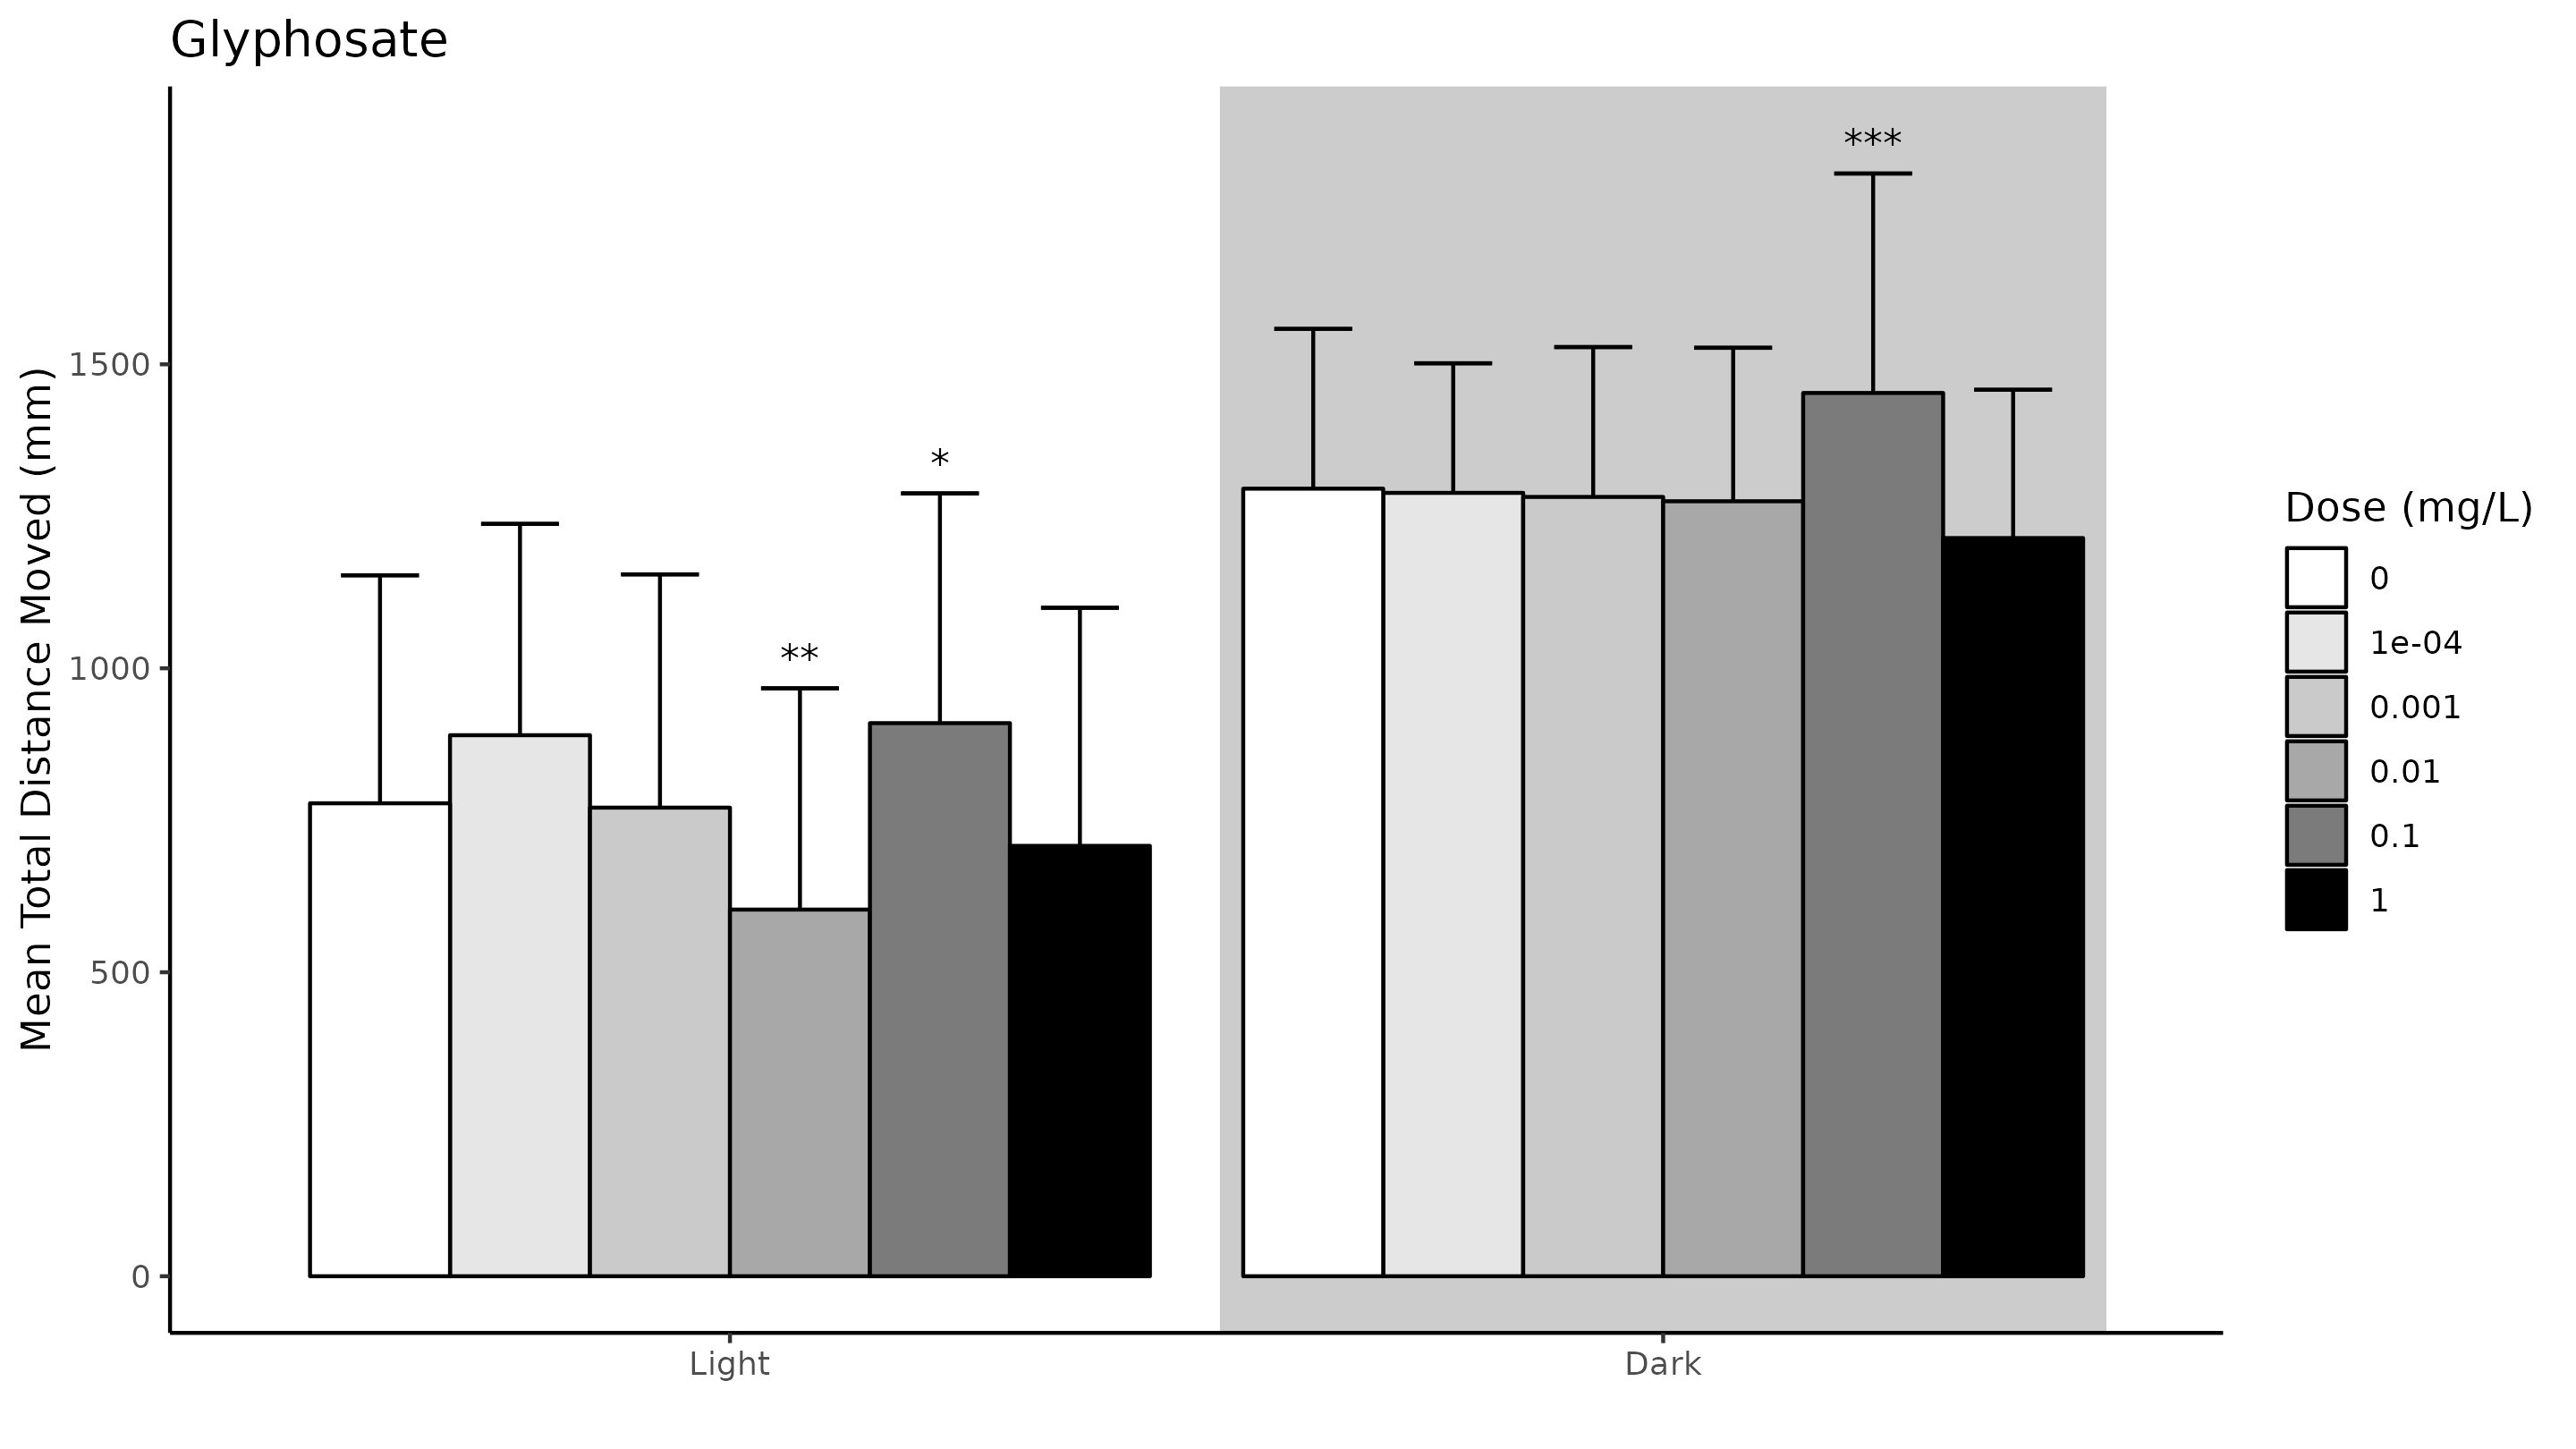 Glyphosate
***
*
**
Mean Total Distance Moved (mm)
1500
1000
500
0
Light
Dark
Dose (mg/L)
0
1e-04
0.001
0.01
0.1
1